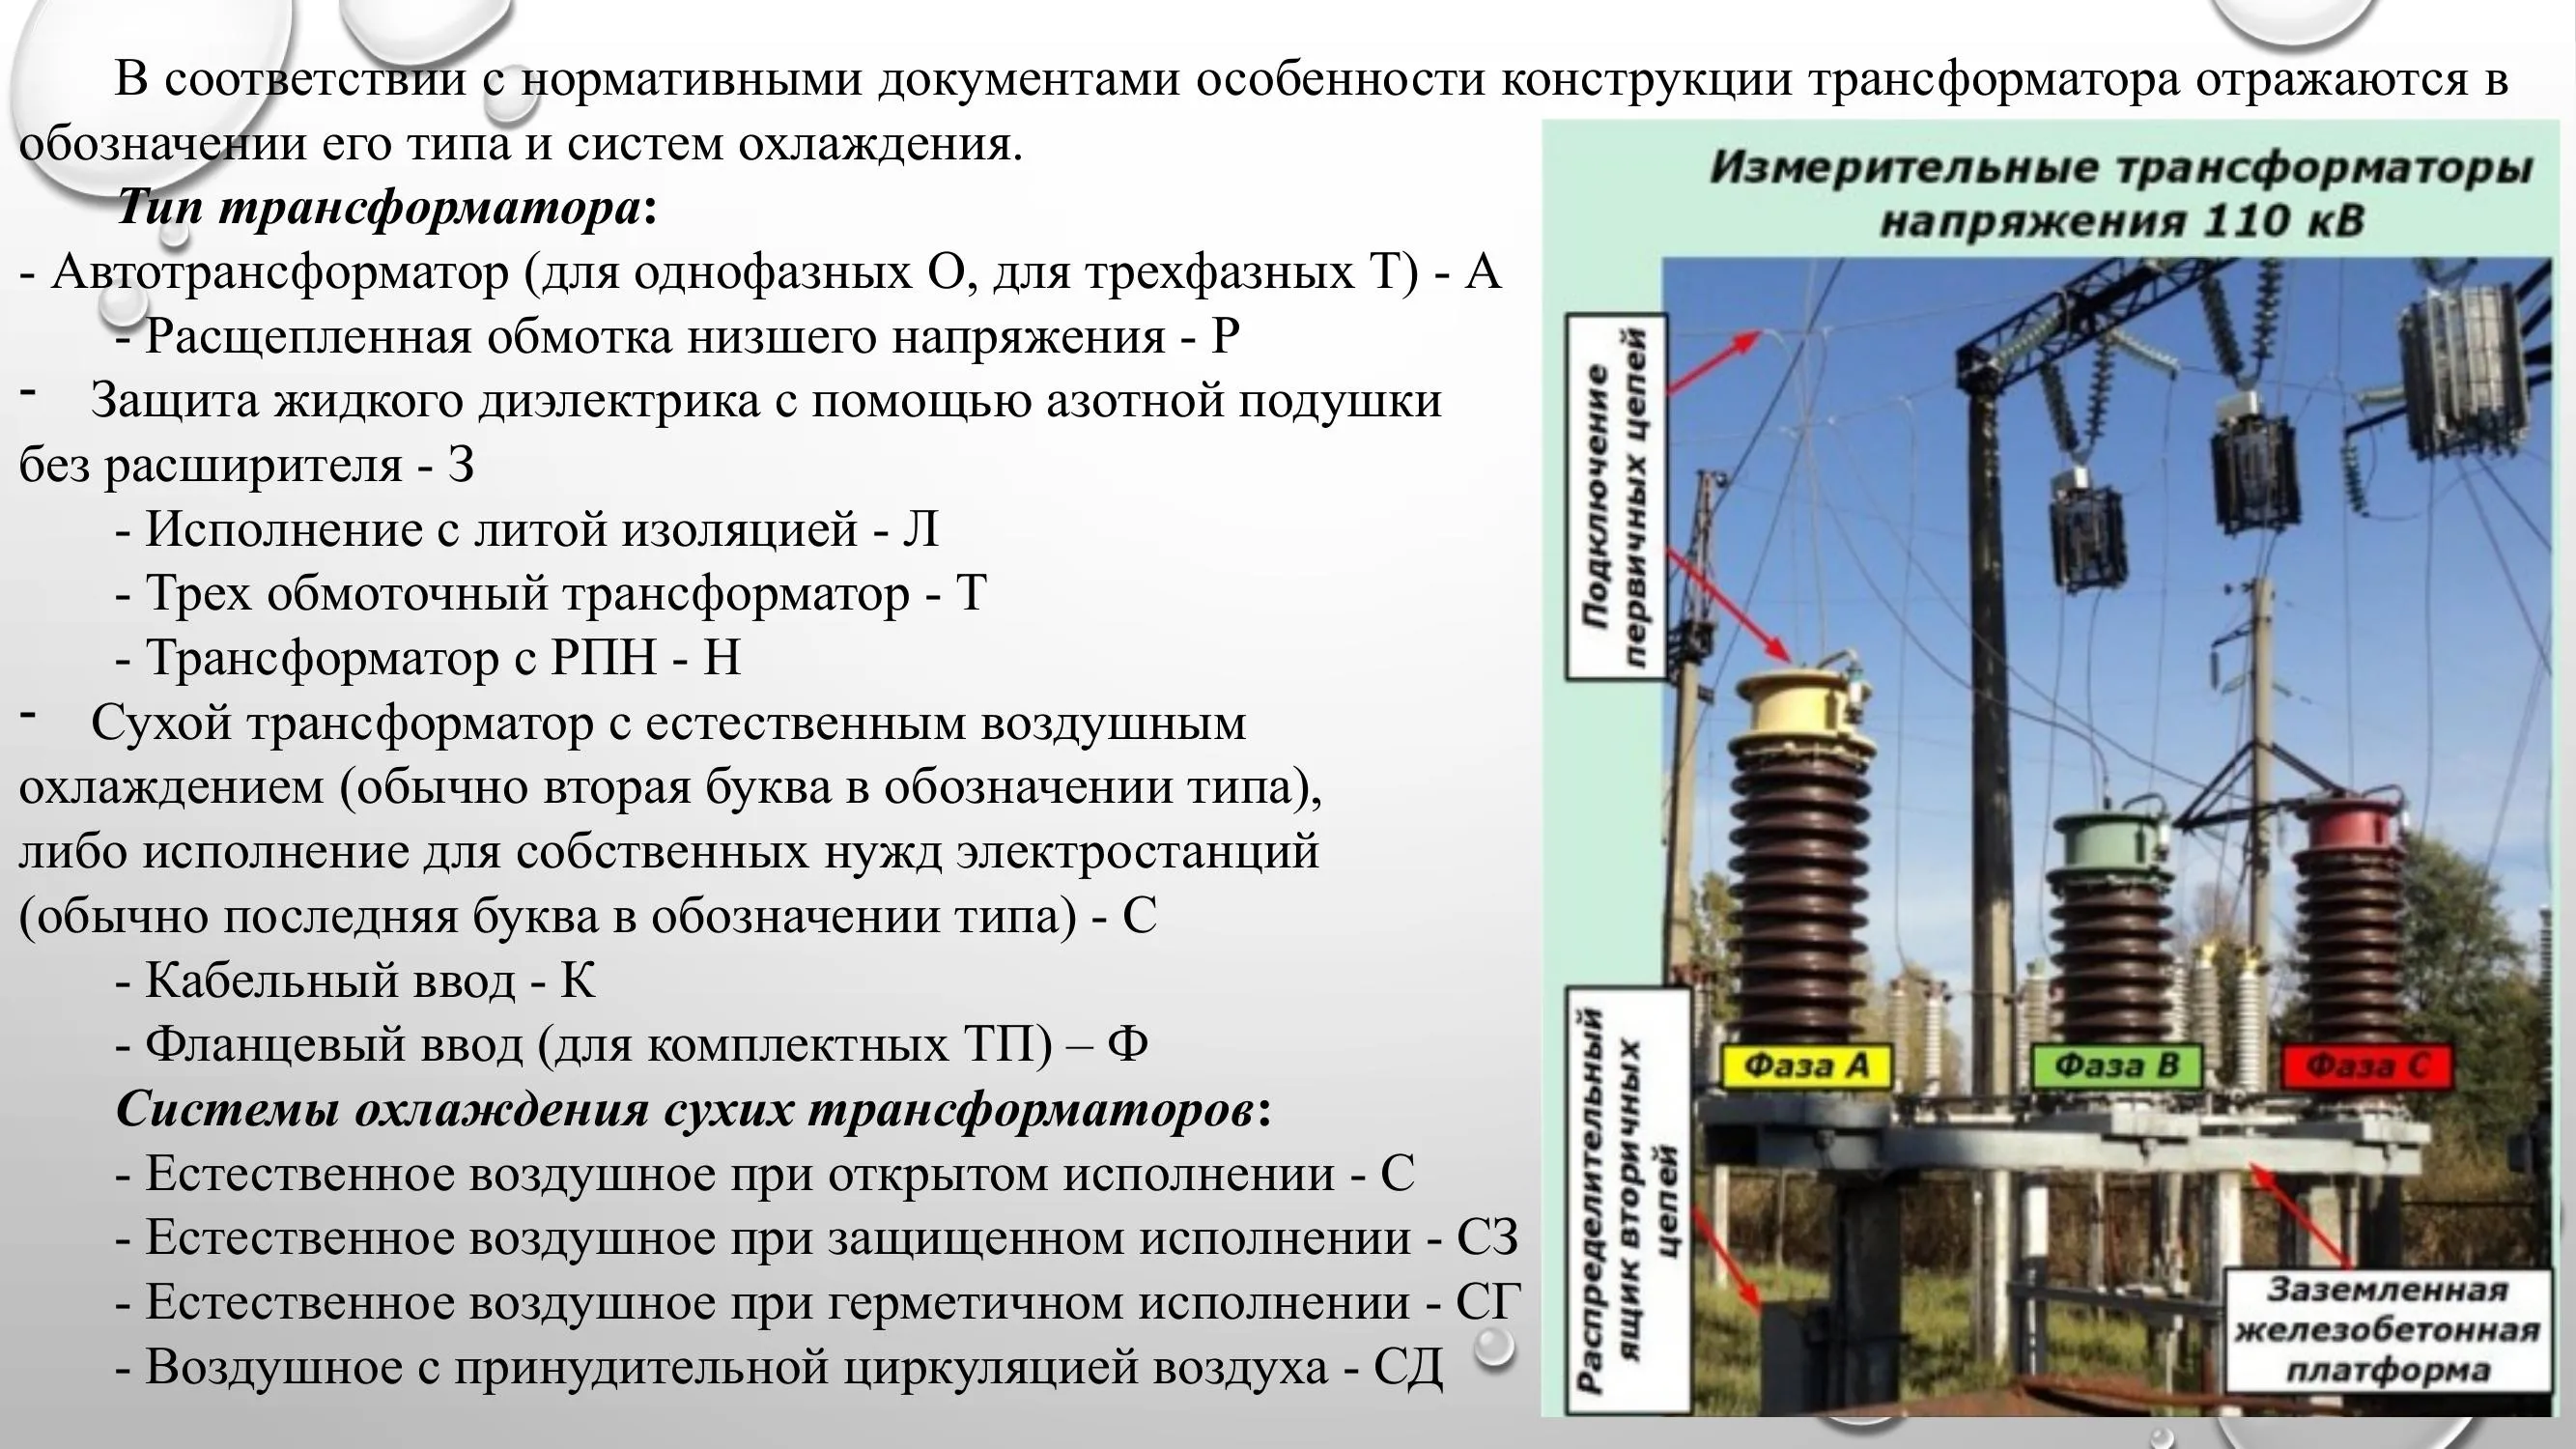 В соответствии с нормативными документами особенности конструкции трансформатора отражаются в
обозначении его типа и систем охлаждения.
Тип трансформатора:
- Автотрансформатор (для однофазных О, для трехфазных Т) - А
- Расщепленная обмотка низшего напряжения - Р
- Защита жидкого диэлектрика с помощью азотной подушки
без расширителя - З
- Исполнение с литой изоляцией - Л
- Трех обмоточный трансформатор - Т
- Трансформатор с РПН - Н
- Сухой трансформатор с естественным воздушным
охлаждением (обычно вторая буква в обозначении типа),
либо исполнение для собственных нужд электростанций
(обычно последняя буква в обозначении типа) - С
- Кабельный ввод - К
- Фланцевый ввод (для комплектных ТП) – Ф
Системы охлаждения сухих трансформаторов:
- Естественное воздушное при открытом исполнении - С
- Естественное воздушное при защищенном исполнении - СЗ
- Естественное воздушное при герметичном исполнении - СГ
- Воздушное с принудительной циркуляцией воздуха - СД
Измерительные трансформаторы
напряжения 110 кВ
Подключение
первичных цепей
Фаза А
Фаза В
Фаза С
Распределительный
ящик вторичных
цепей
Заземленная
железобетонная
платформа